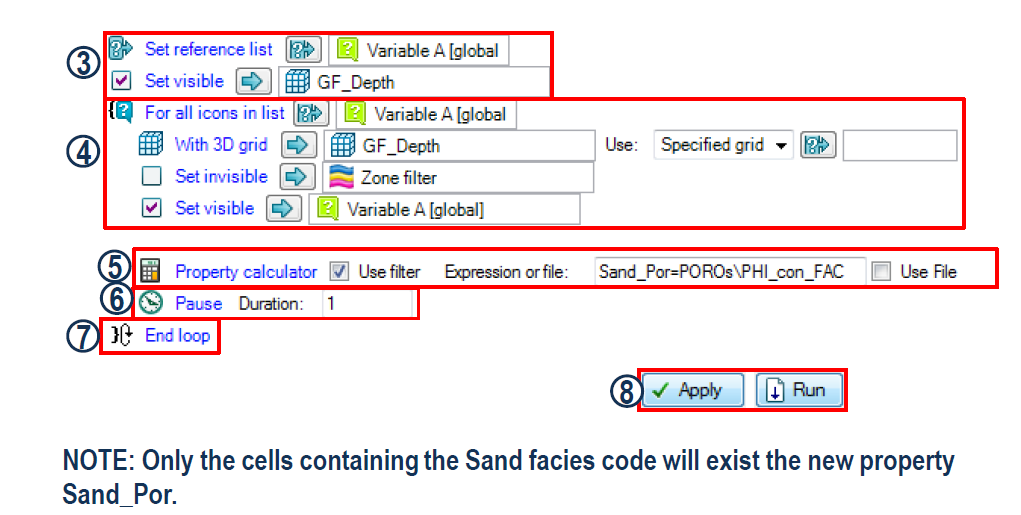 ③ Set reference list Variable A [global
Set visible GF_Depth
For all icons in list Variable A [global
④ With 3D grid GF_Depth Use: Specified grid
Set invisible Zone filter
Set visible Variable A [global]
⑤ Property calculator Use filter Expression or file: Sand_Por=POROs\PHI_con_FAC Use File
⑥ Pause Duration: 1
⑦ End loop
⑧ Apply Run
NOTE: Only the cells containing the Sand facies code will exist the new property
Sand_Por.